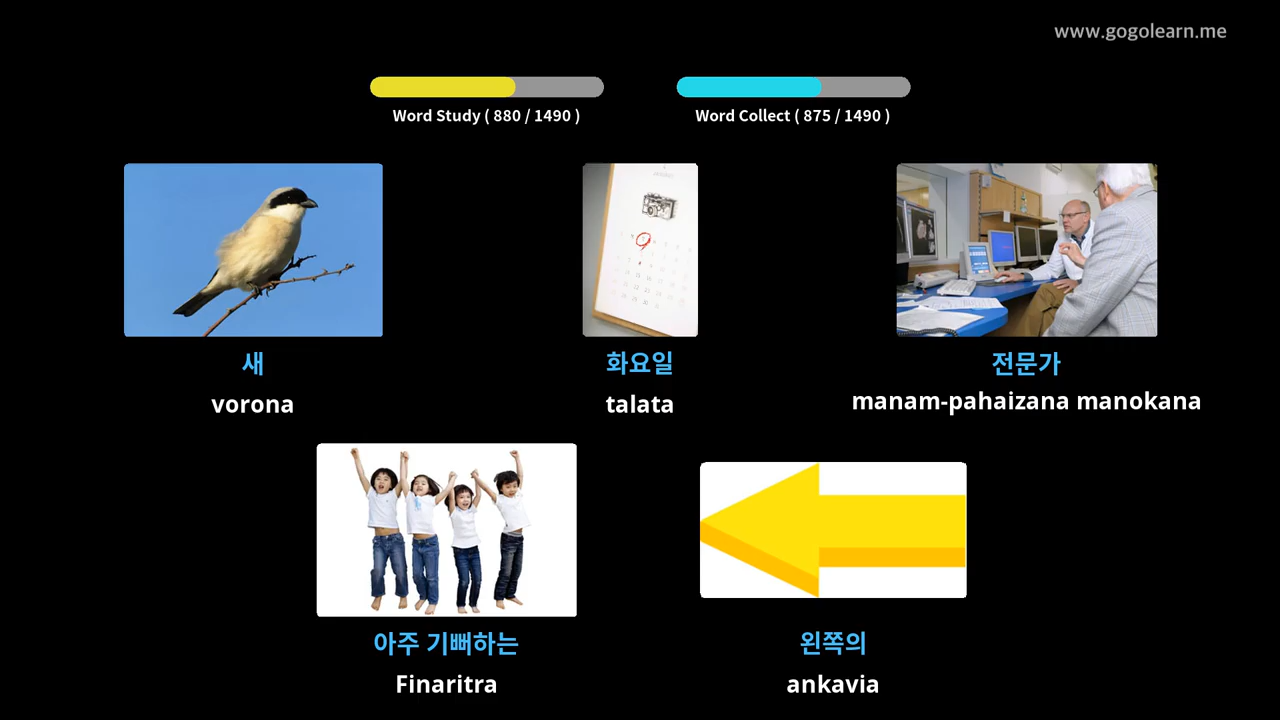 www.gogolearn.me
Word Study ( 880 / 1490 )
Word Collect ( 875 / 1490 )
새
vorona
화요일
talata
전문가
manam-pahaizana manokana
아주 기뻐하는
Finaritra
왼쪽의
ankavia